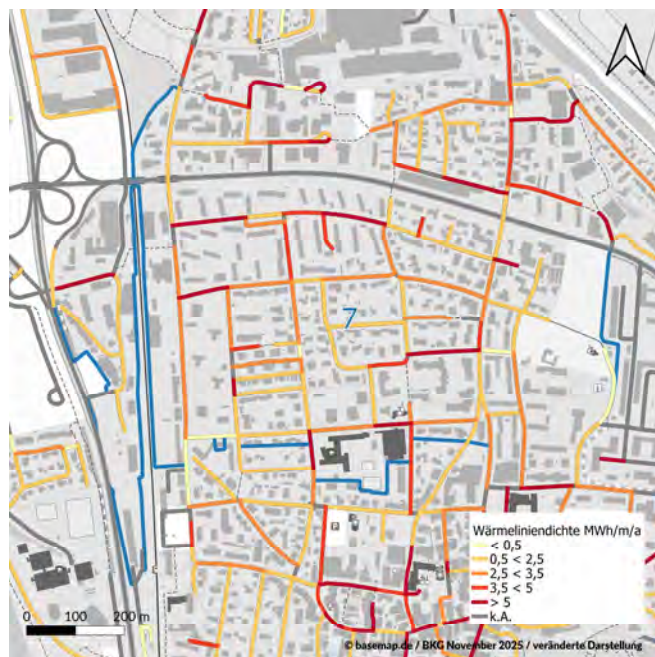 7
Wärmeliniendichte MWh/m/a
< 0,5
0,5 < 2,5
2,5 < 3,5
3,5 < 5
> 5
k.A.
0 100 200 m
© basemap.de / BKG November 2025 / veränderte Darstellung